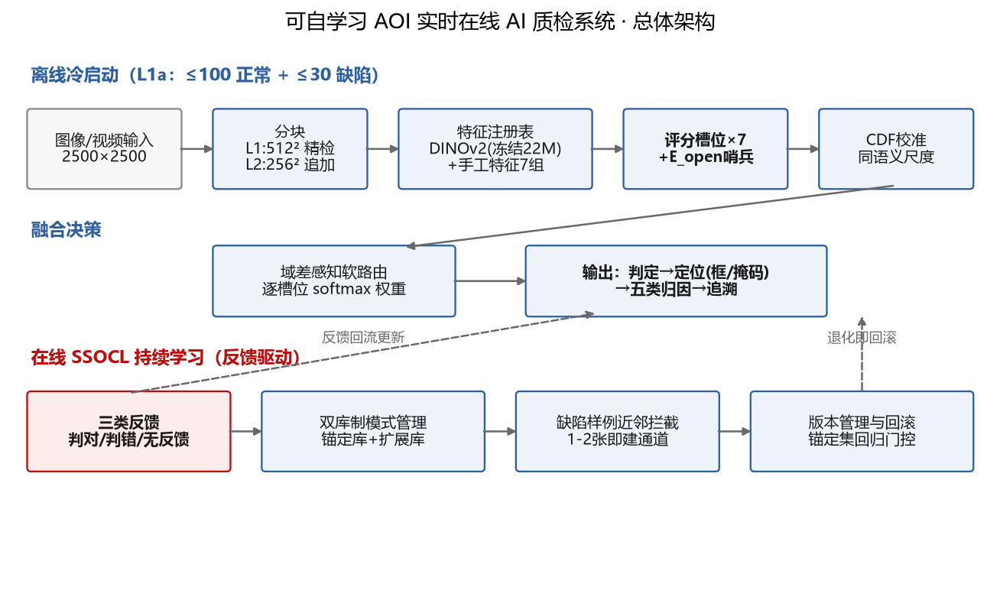 可自学习 AOI 实时在线 AI 质检系统 · 总体架构
离线冷启动（L1a：≤100 正常 + ≤30 缺陷）
图像/视频输入
2500×2500
分块
L1:512² 精检
L2:256² 追加
特征注册表
DINOv2(冻结22M)
+手工特征7组
评分槽位×7
+E_open哨兵
CDF校准
同语义尺度
融合决策
域差感知软路由
逐槽位 softmax 权重
输出：判定→定位(框/掩码)
→五类归因→追溯
反馈回流更新
退化即回滚
在线 SSOCL 持续学习（反馈驱动）
三类反馈
判对/判错/无反馈
双库制模式管理
锚定库+扩展库
缺陷样例近邻拦截
1-2张即建通道
版本管理与回滚
锚定集回归门控